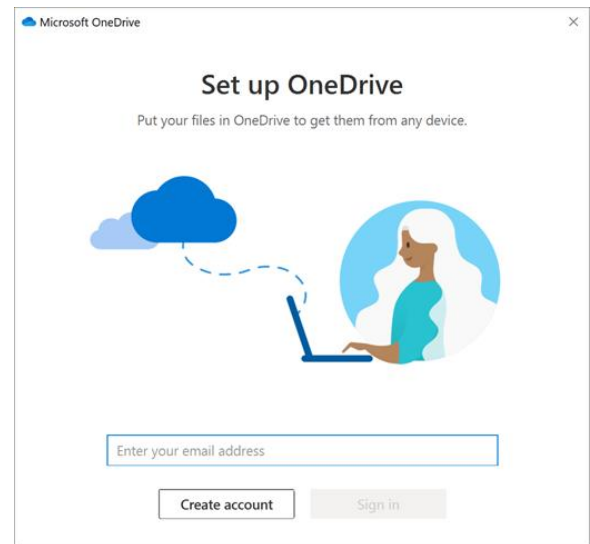 Microsoft OneDrive
Set up OneDrive
Put your files in OneDrive to get them from any device.
Enter your email address
Create account
Sign in